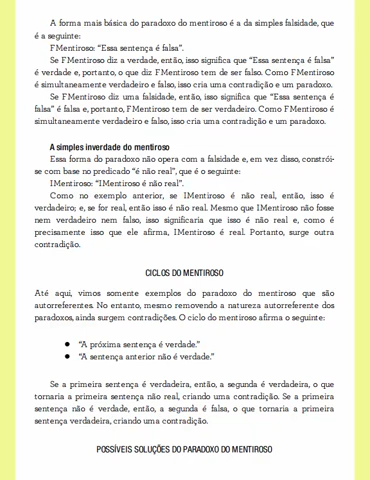 A forma mais básica do paradoxo do mentiroso é a da simples falsidade, que
é a seguinte:
FMentiroso: “Essa sentença é falsa”.
Se FMentiroso diz a verdade, então, isso significa que “Essa sentença é falsa”
é verdade e, portanto, o que diz FMentiroso tem de ser falso. Como FMentiroso
é simultaneamente verdadeiro e falso, isso cria uma contradição e um paradoxo.
Se FMentiroso diz uma falsidade, então, isso significa que “Essa sentença é
falsa” é falsa e, portanto, FMentiroso tem de ser verdadeiro. Como FMentiroso é
simultaneamente verdadeiro e falso, isso cria uma contradição e um paradoxo.
A simples inverdade do mentiroso
Essa forma do paradoxo não opera com a falsidade e, em vez disso, constrói-
se com base no predicado “é não real”, que é o seguinte:
IMentiroso: “IMentiroso é não real”.
Como no exemplo anterior, se IMentiroso é não real, então, isso é
verdadeiro; e, se for real, então isso é não real. Mesmo que IMentiroso não fosse
nem verdadeiro nem falso, isso significaria que isso é não real e, como é
precisamente isso que ele afirma, IMentiroso é real. Portanto, surge outra
contradição.
CICLOS DO MENTIROSO
Até aqui, vimos somente exemplos do paradoxo do mentiroso que são
autorreferentes. No entanto, mesmo removendo a natureza autorreferente dos
paradoxos, ainda surgem contradições. O ciclo do mentiroso afirma o seguinte:
● “A próxima sentença é verdade.”
● “A sentença anterior não é verdade.”
Se a primeira sentença é verdadeira, então, a segunda é verdadeira, o que
tornaria a primeira sentença não real, criando uma contradição. Se a primeira
sentença não é verdade, então, a segunda é falsa, o que tornaria a primeira
sentença verdadeira, criando uma contradição.
POSSÍVEIS SOLUÇÕES DO PARADOXO DO MENTIROSO